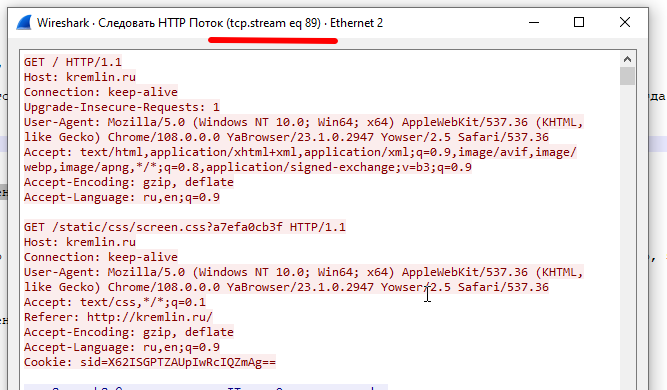 Wireshark · Следовать HTTP Поток (tcp.stream eq 89) · Ethernet 2
GET / HTTP/1.1
Host: kremlin.ru
Connection: keep-alive
Upgrade-Insecure-Requests: 1
User-Agent: Mozilla/5.0 (Windows NT 10.0; Win64; x64) AppleWebKit/537.36 (KHTML,
like Gecko) Chrome/108.0.0.0 YaBrowser/23.1.0.2947 Yowser/2.5 Safari/537.36
Accept: text/html,application/xhtml+xml,application/xml;q=0.9,image/avif,image/
webp,image/apng,*/*;q=0.8,application/signed-exchange;v=b3;q=0.9
Accept-Encoding: gzip, deflate
Accept-Language: ru,en;q=0.9
GET /static/css/screen.css?a7efa0cb3f HTTP/1.1
Host: kremlin.ru
Connection: keep-alive
User-Agent: Mozilla/5.0 (Windows NT 10.0; Win64; x64) AppleWebKit/537.36 (KHTML,
like Gecko) Chrome/108.0.0.0 YaBrowser/23.1.0.2947 Yowser/2.5 Safari/537.36
Accept: text/css,*/*;q=0.1
Referer: http://kremlin.ru/
Accept-Encoding: gzip, deflate
Accept-Language: ru,en;q=0.9
Cookie: sid=X62ISGPTZAUpIwRcIQZmAg==